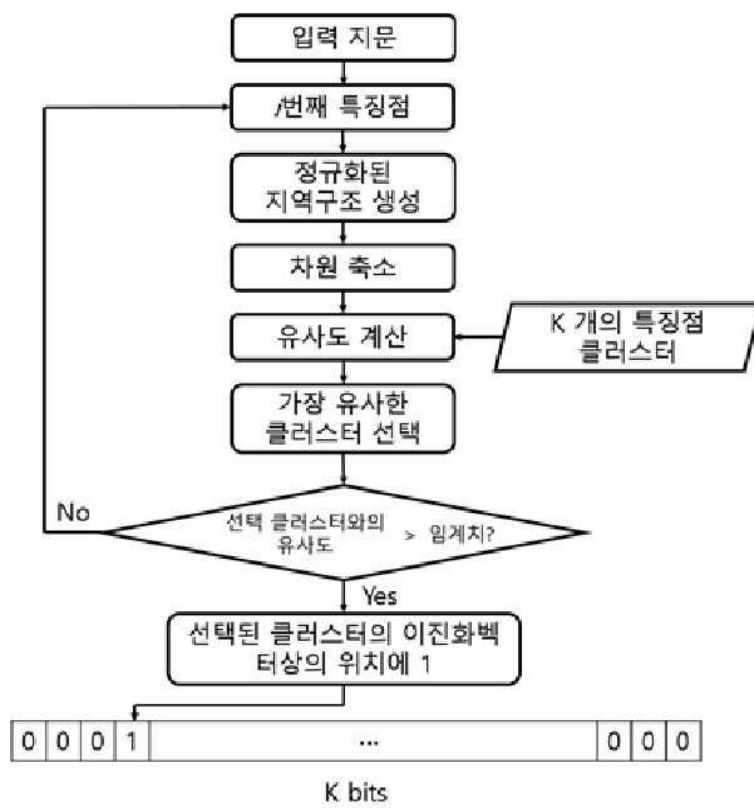 입력 지문
i번째 특징점
정규화된
지역구조 생성
차원 축소
유사도 계산
K 개의 특징점
클러스터
가장 유사한
클러스터 선택
No
선택 클러스터와의
유사도 > 임계치?
Yes
선택된 클러스터의 이진화벡
터상의 위치에 1
0 0 0 1 ... 0 0 0
K bits